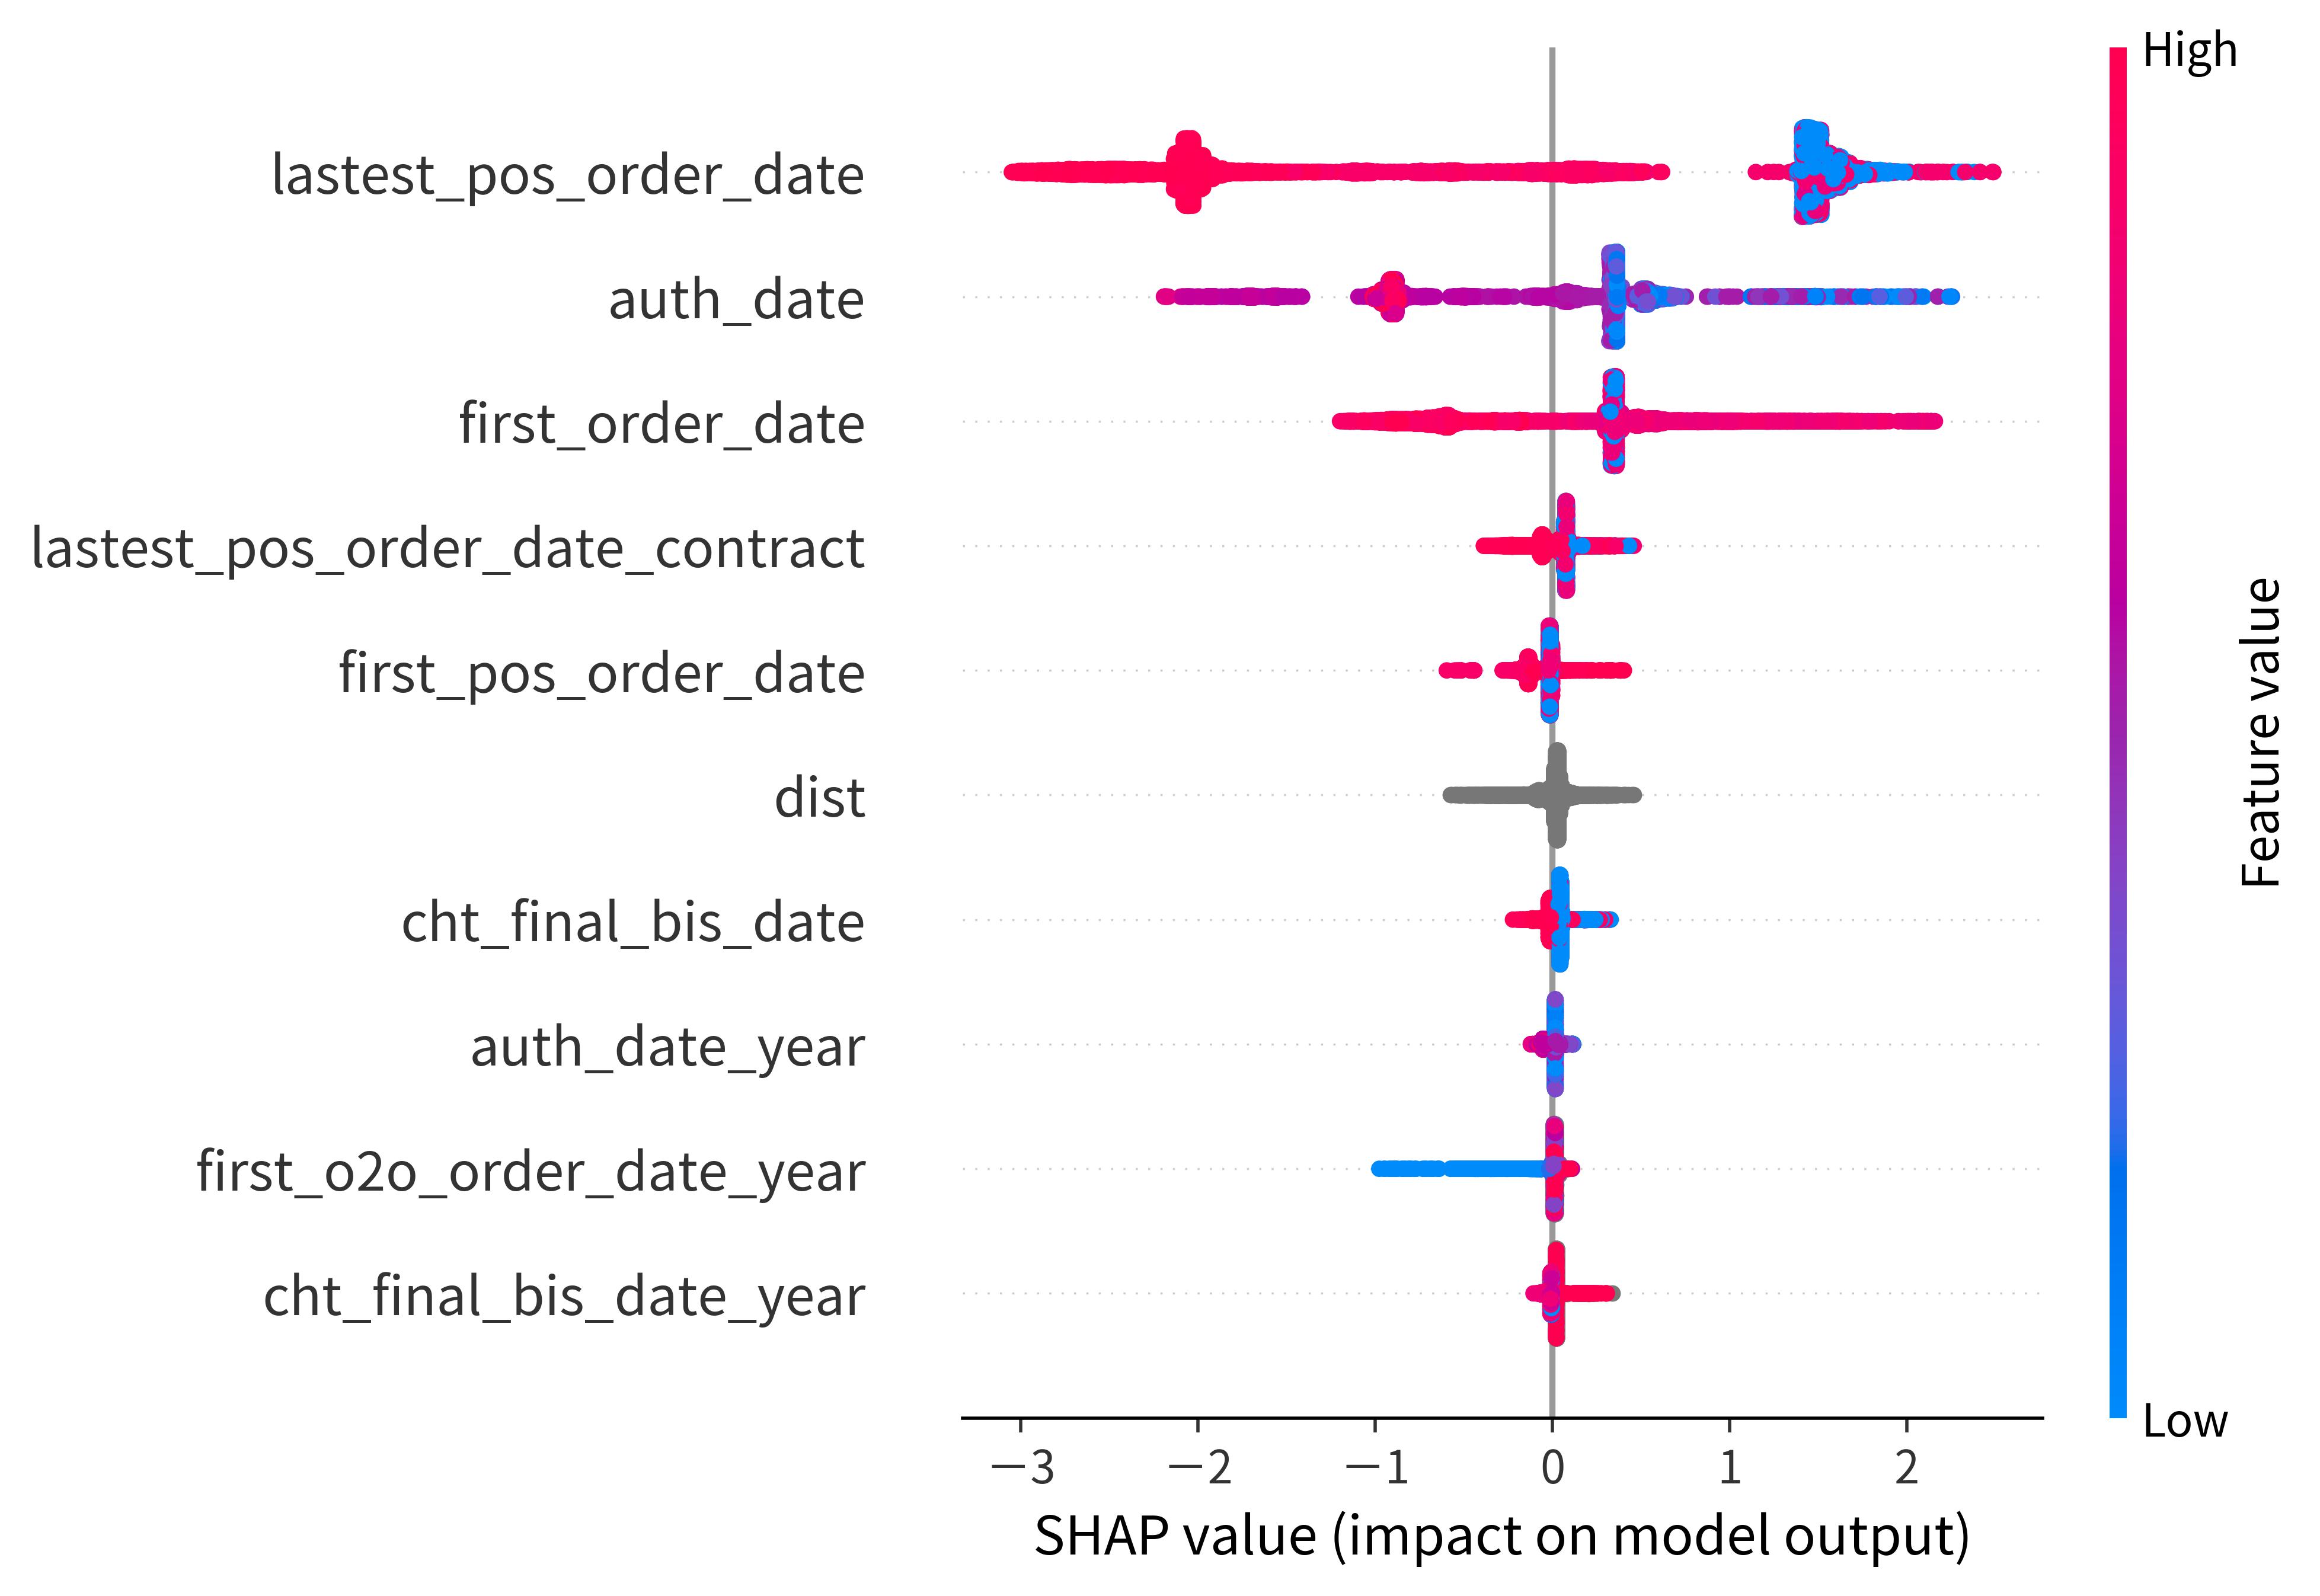 High
lastest_pos_order_date
auth_date
first_order_date
lastest_pos_order_date_contract
first_pos_order_date
dist
cht_final_bis_date
auth_date_year
first_o2o_order_date_year
cht_final_bis_date_year
Feature value
Low
−3 −2 −1 0 1 2
SHAP value (impact on model output)